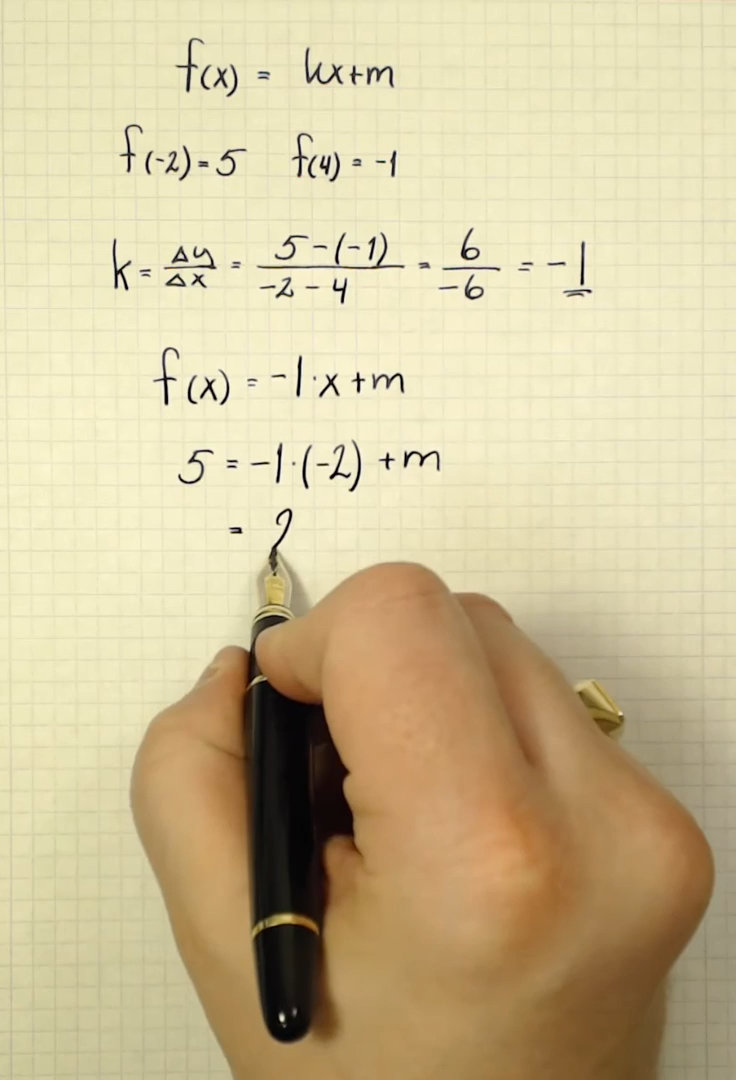 f(x) = kx+m
f(-2) = 5 f(4) = -1
k = Δy/Δx = 5-(-1)/-2-4 = 6/-6 = -1
f(x) = -1·x+m
5 = -1·(-2) +m
= 2